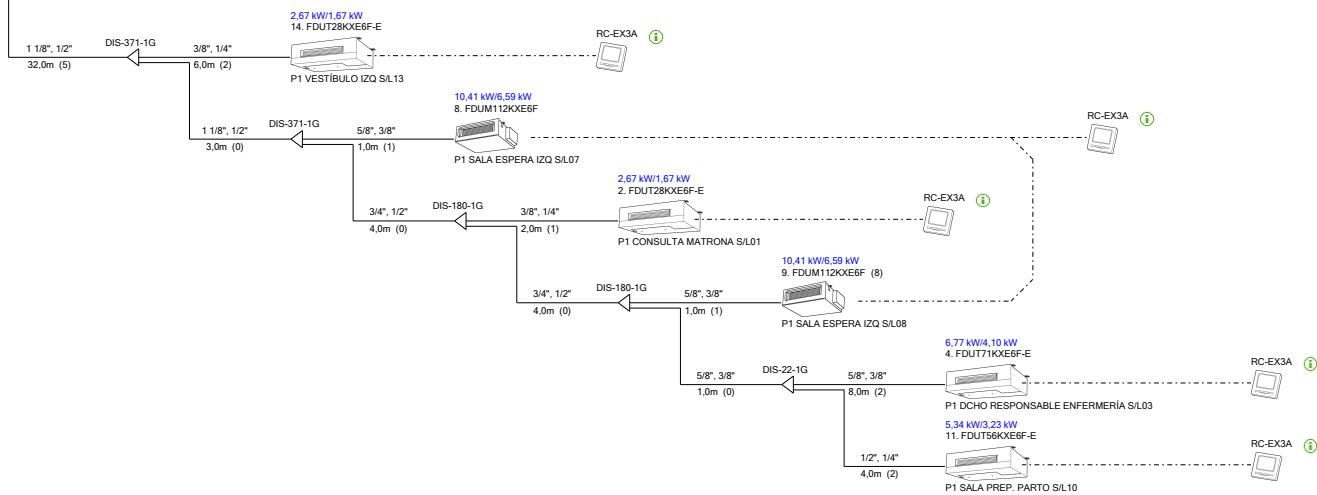 2,67 kW/1,67 kW
14. FDUT28KXE6F-E
RC-EX3A
1 1/8", 1/2"
DIS-371-1G
3/8", 1/4"
32,0m (5)
6,0m (2)
P1 VESTÍBULO IZQ S/L13
10,41 kW/6,59 kW
8. FDUM112KXE6F
RC-EX3A
1 1/8", 1/2"
DIS-371-1G
5/8", 3/8"
3,0m (0)
1,0m (1)
P1 SALA ESPERA IZQ S/L07
2,67 kW/1,67 kW
2. FDUT28KXE6F-E
RC-EX3A
3/4", 1/2"
DIS-180-1G
3/8", 1/4"
4,0m (0)
2,0m (1)
P1 CONSULTA MATRONA S/L01
10,41 kW/6,59 kW
9. FDUM112KXE6F (8)
3/4", 1/2"
DIS-180-1G
5/8", 3/8"
4,0m (0)
1,0m (1)
P1 SALA ESPERA IZQ S/L08
6,77 kW/4,10 kW
4. FDUT71KXE6F-E
RC-EX3A
5/8", 3/8"
DIS-22-1G
5/8", 3/8"
1,0m (0)
8,0m (2)
P1 DCHO RESPONSABLE ENFERMERÍA S/L03
5,34 kW/3,23 kW
11. FDUT56KXE6F-E
RC-EX3A
1/2", 1/4"
4,0m (2)
P1 SALA PREP. PARTO S/L10